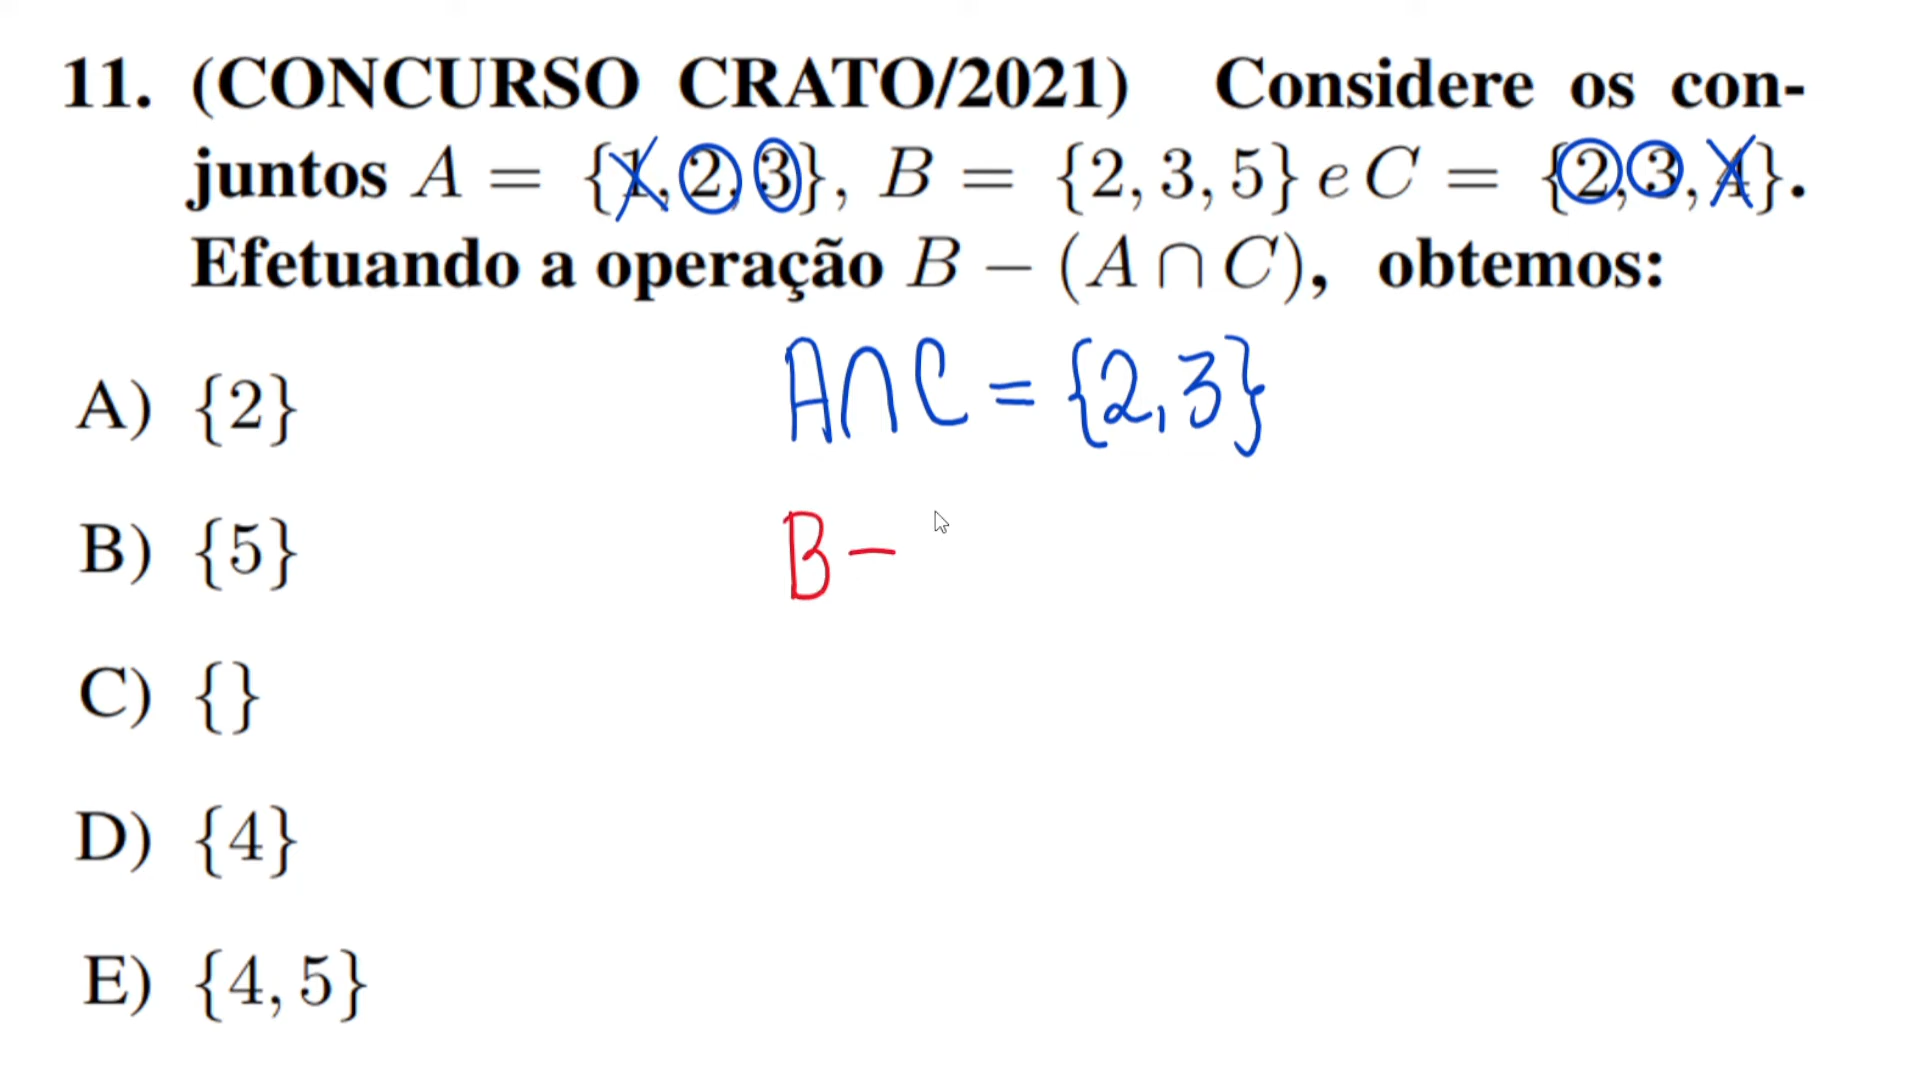 11. (CONCURSO CRATO/2021) Considere os con-
juntos A = {1, 2, 3}, B = {2, 3, 5} e C = {2, 3, 4}.
Efetuando a operação B − (A ∩ C), obtemos:
A∩C = {2,3}
A) {2}
B −
B) {5}
C) {}
D) {4}
E) {4, 5}